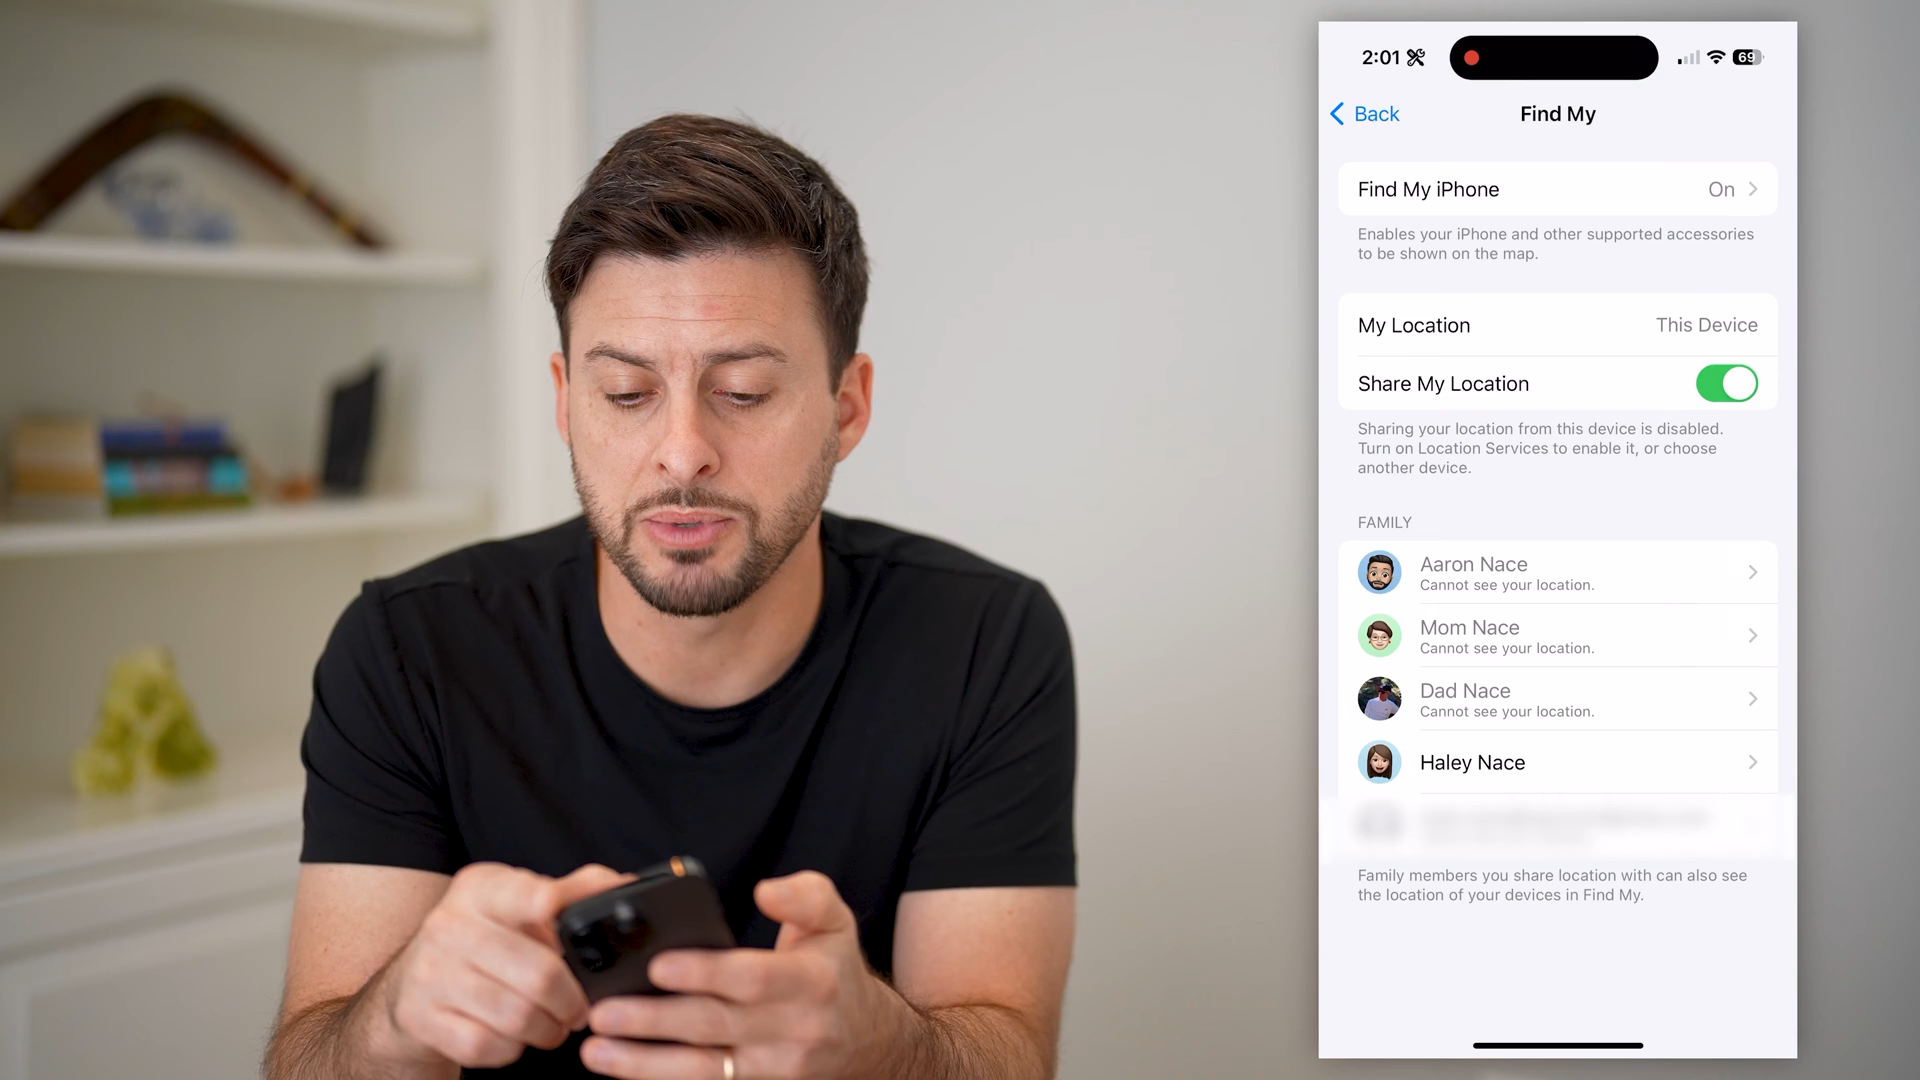 2:01
69
Back
Find My
Find My iPhone On
Enables your iPhone and other supported accessories
to be shown on the map.
My Location This Device
Share My Location
Sharing your location from this device is disabled.
Turn on Location Services to enable it, or choose
another device.
FAMILY
Aaron Nace
Cannot see your location.
Mom Nace
Cannot see your location.
Dad Nace
Cannot see your location.
Haley Nace
Family members you share location with can also see
the location of your devices in Find My.